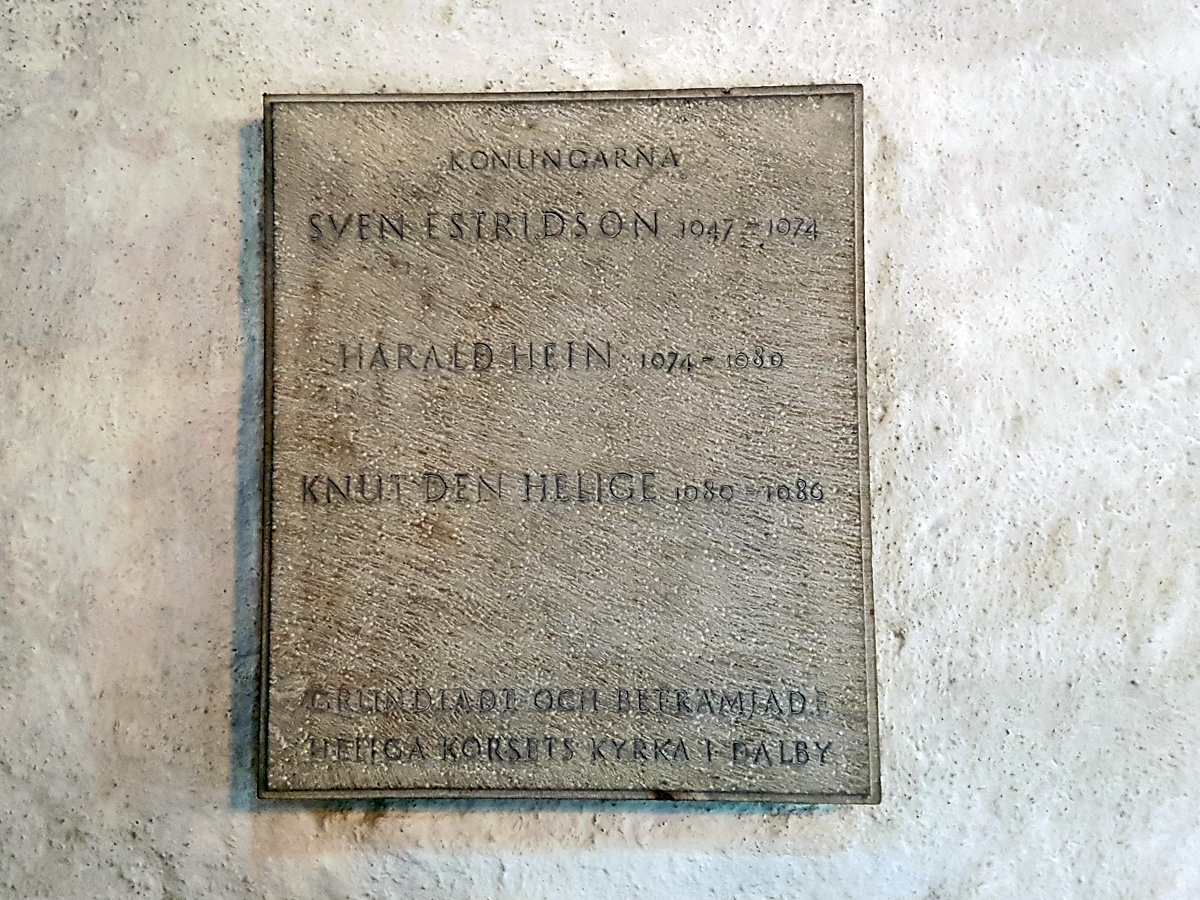 KONUNGARNA
SVEN ESTRIDSON 1047 - 1074
HARALD HEIN 1074 - 1080
KNUT DEN HELIGE 1080 - 1086
GRUNDLADE OCH BEFRÄMJADE
HELIGA KORSETS KYRKA I DALBY